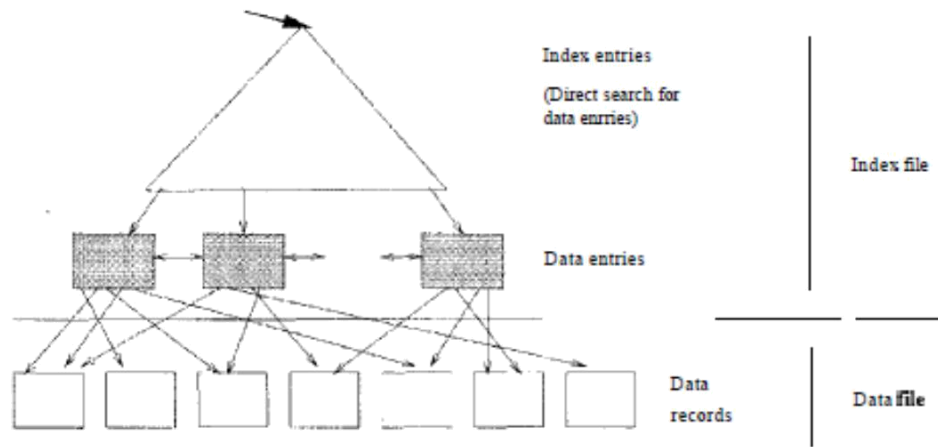 Index entries
(Direct search for
data enrries)
Index file
Data entries
Data
records
Data file